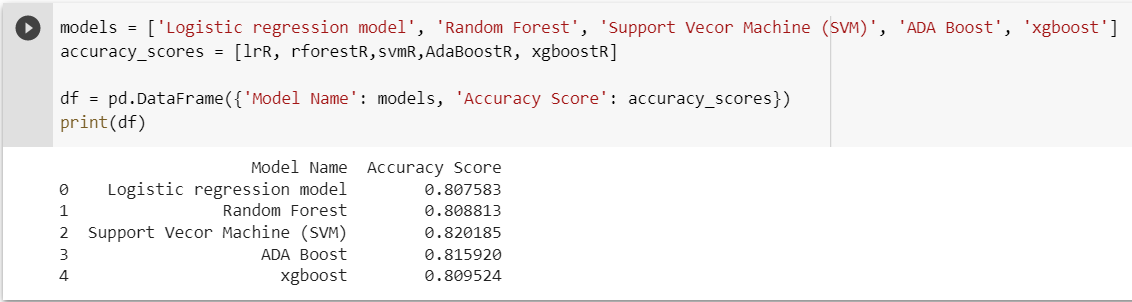 models = ['Logistic regression model', 'Random Forest', 'Support Vecor Machine (SVM)', 'ADA Boost', 'xgboost']
accuracy_scores = [lrR, rforestR,svmR,AdaBoostR, xgboostR]
df = pd.DataFrame({'Model Name': models, 'Accuracy Score': accuracy_scores})
print(df)
Model Name Accuracy Score
0 Logistic regression model 0.807583
1 Random Forest 0.808813
2 Support Vecor Machine (SVM) 0.820185
3 ADA Boost 0.815920
4 xgboost 0.809524